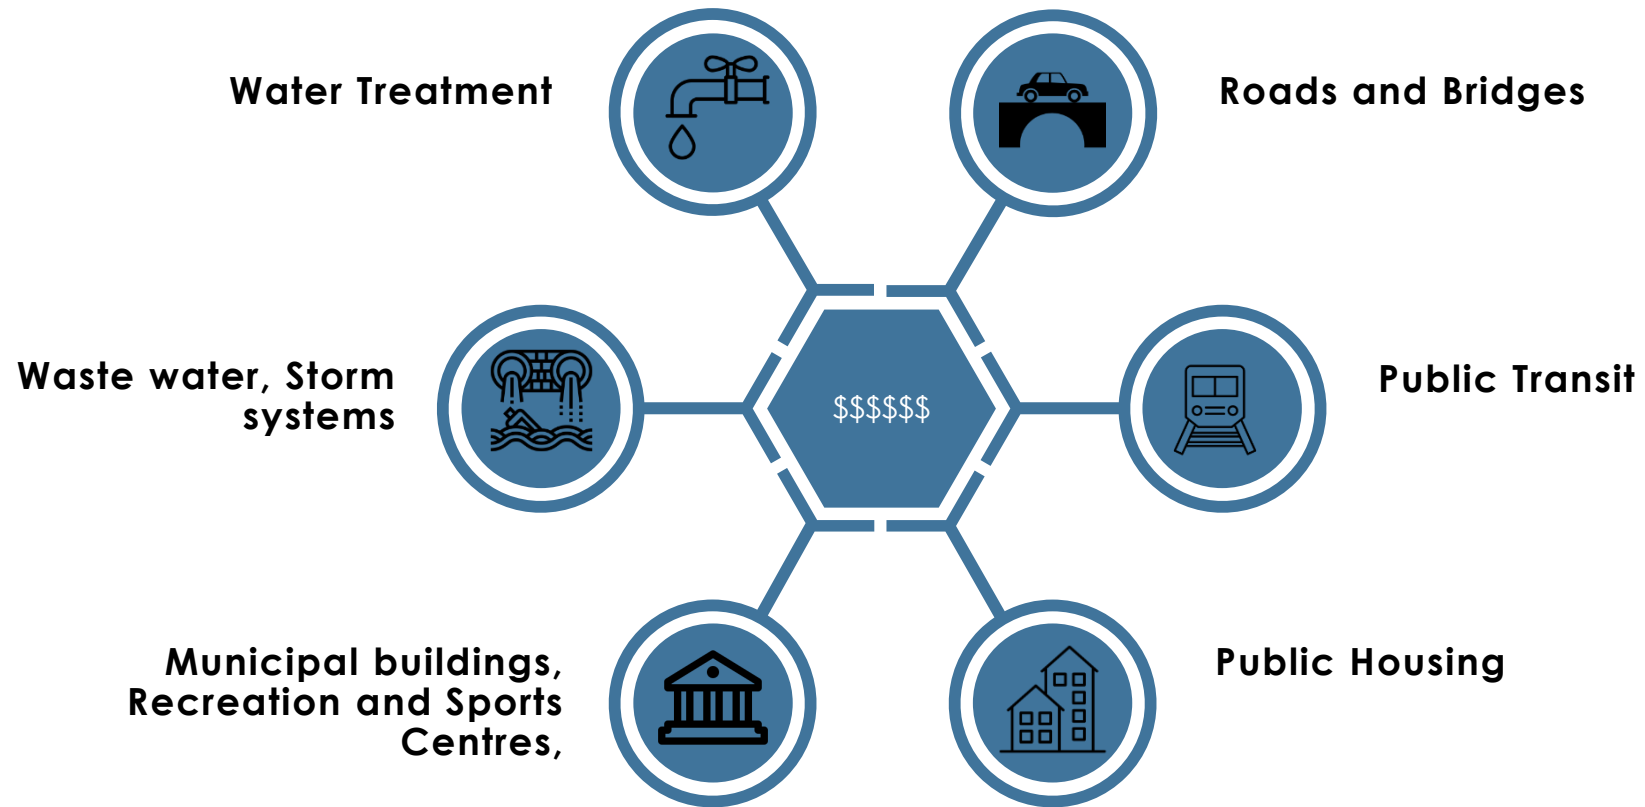 Water Treatment
Roads and Bridges
Waste water, Storm
systems
$$$$$$
Public Transit
Municipal buildings,
Recreation and Sports
Centres,
Public Housing